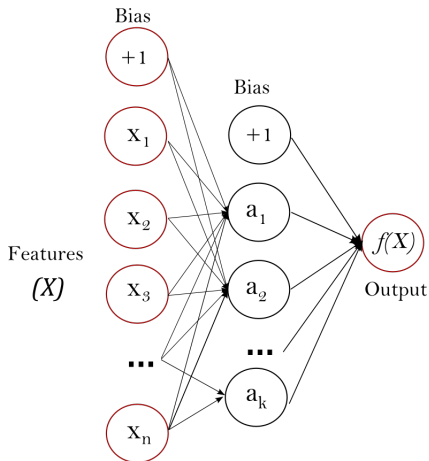 Bias
+1
x₁
x₂
x₃
...
xₙ
Features
(X)
Bias
+1
a₁
a₂
...
aₖ
f(X)
Output